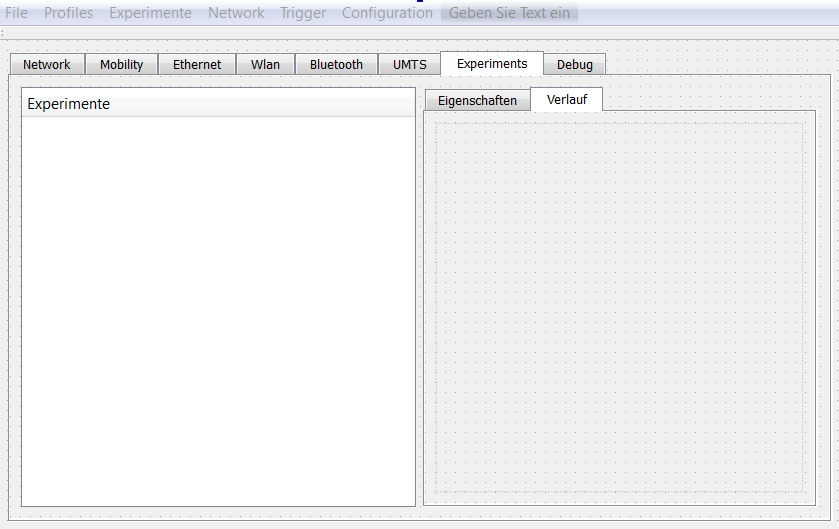 File Profiles Experimente Network Trigger Configuration Geben Sie Text ein
Network Mobility Ethernet Wlan Bluetooth UMTS Experiments Debug
Experimente
Eigenschaften Verlauf